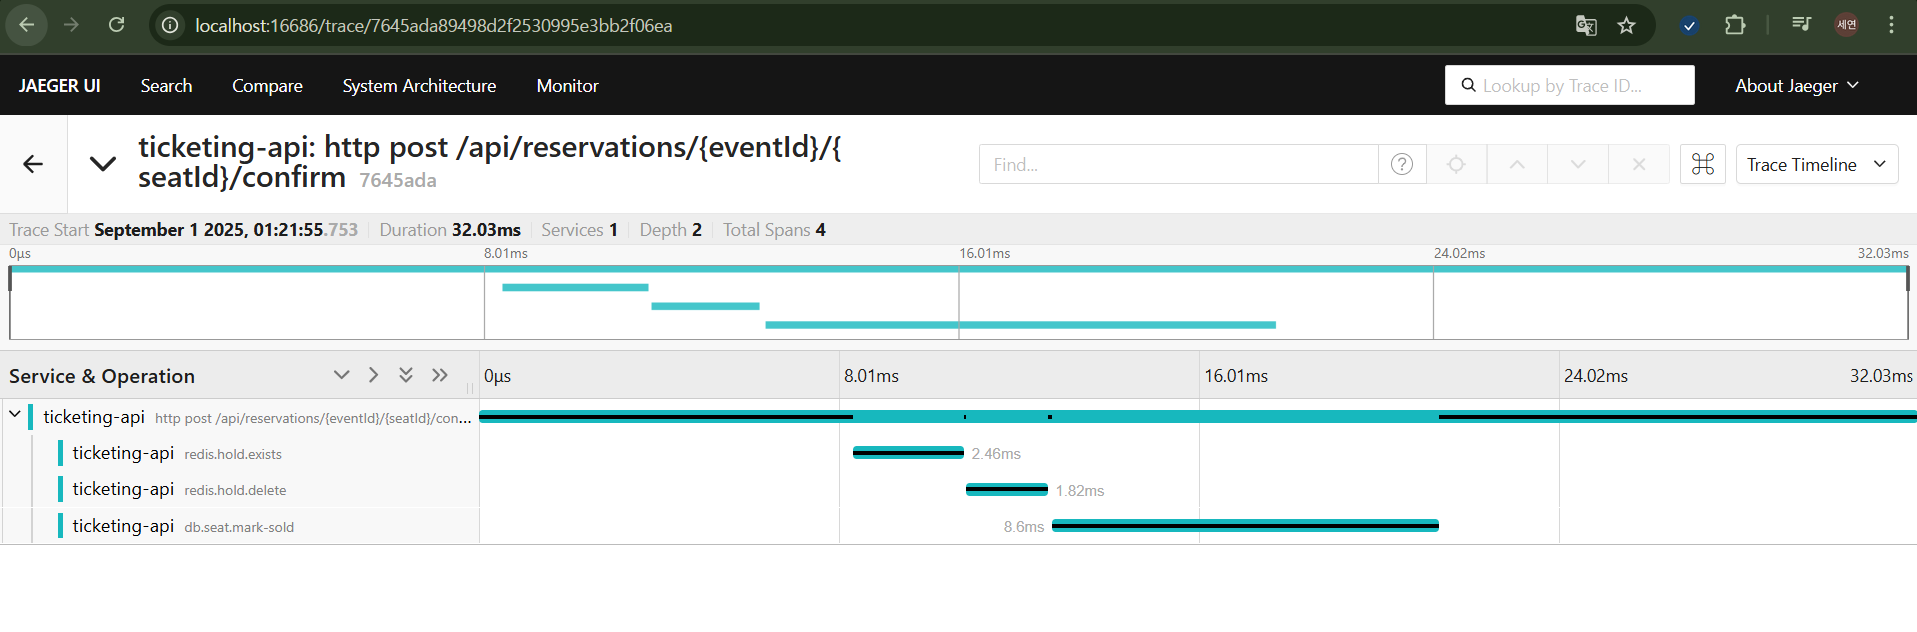 localhost:16686/trace/7645ada89498d2f2530995e3bb2f06ea
세연
JAEGER UI Search Compare System Architecture Monitor Lookup by Trace ID... About Jaeger
ticketing-api: http post /api/reservations/{eventId}/{
seatId}/confirm 7645ada
Find... Trace Timeline
Trace Start September 1 2025, 01:21:55.753 Duration 32.03ms Services 1 Depth 2 Total Spans 4
0μs 8.01ms 16.01ms 24.02ms 32.03ms
Service & Operation 0μs 8.01ms 16.01ms 24.02ms 32.03ms
ticketing-api http post /api/reservations/{eventId}/{seatId}/con...
ticketing-api redis.hold.exists 2.46ms
ticketing-api redis.hold.delete 1.82ms
ticketing-api db.seat.mark-sold 8.6ms